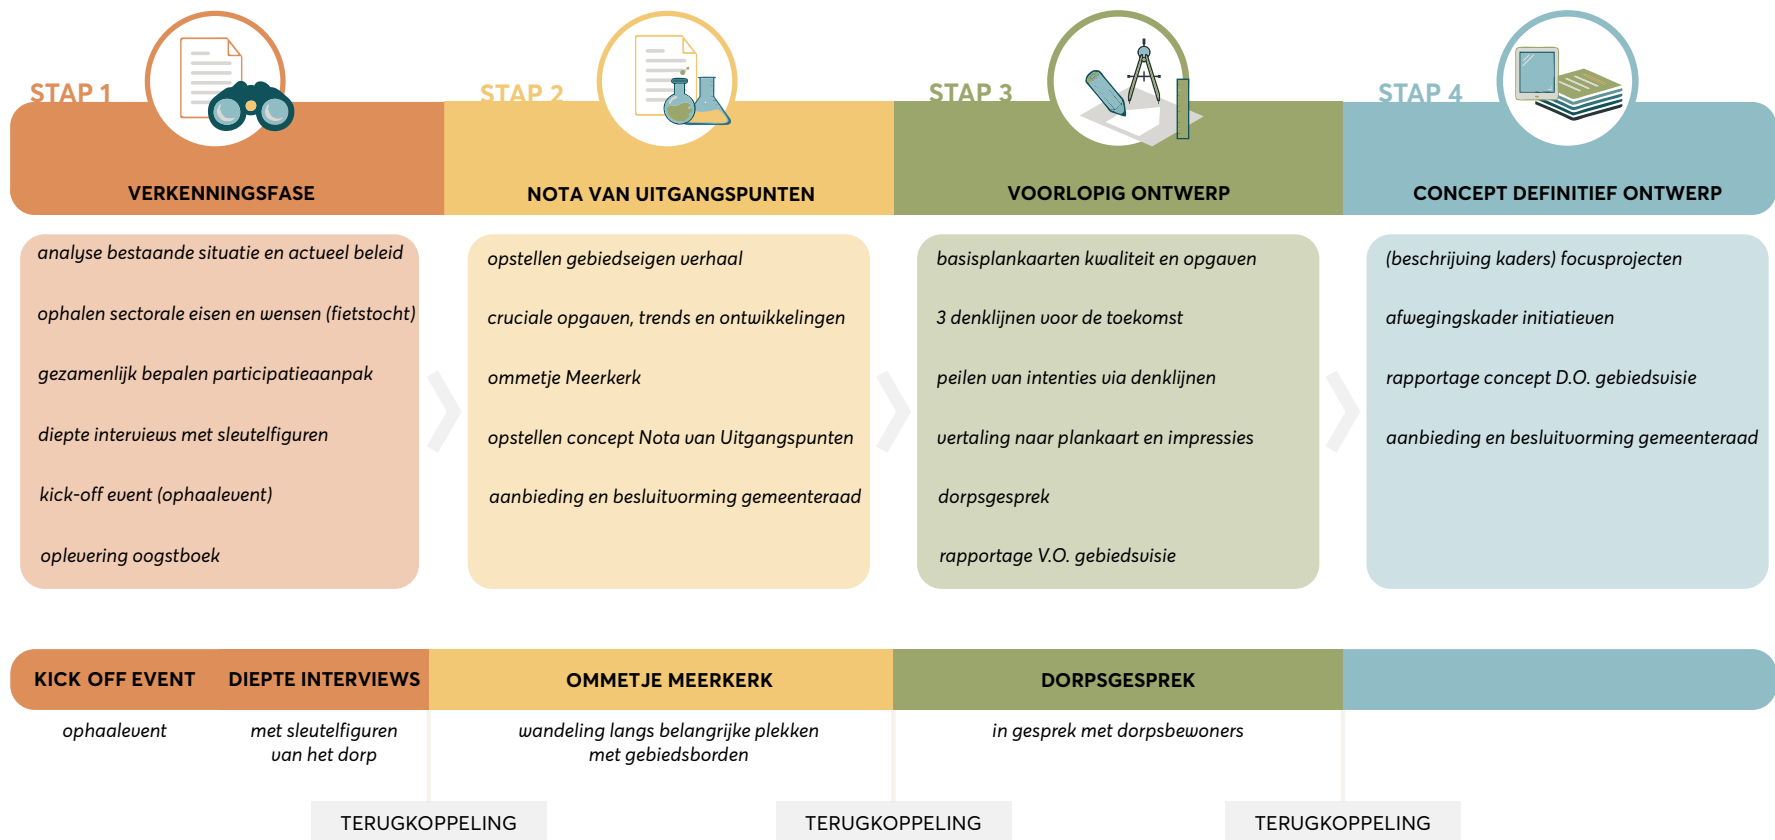 STAP 1
VERKENNINGSFASE
analyse bestaande situatie en actueel beleid
ophalen sectorale eisen en wensen (fietstocht)
gezamenlijk bepalen participatieaanpak
diepte interviews met sleutelfiguren
kick-off event (ophaalevent)
oplevering oogstboek
STAP 2
NOTA VAN UITGANGSPUNTEN
opstellen gebiedseigen verhaal
cruciale opgaven, trends en ontwikkelingen
ommetje Meerkerk
opstellen concept Nota van Uitgangspunten
aanbieding en besluitvorming gemeenteraad
STAP 3
VOORLOPIG ONTWERP
basisplankaarten kwaliteit en opgaven
3 denklijnen voor de toekomst
peilen van intenties via denklijnen
vertaling naar plankaart en impressies
dorpsgesprek
rapportage V.O. gebiedsvisie
STAP 4
CONCEPT DEFINITIEF ONTWERP
(beschrijving kaders) focusprojecten
afwegingskader initiatieven
rapportage concept D.O. gebiedsvisie
aanbieding en besluitvorming gemeenteraad
KICK OFF EVENT
ophaalevent
DIEPTE INTERVIEWS
met sleutelfiguren
van het dorp
OMMETJE MEERKERK
wandeling langs belangrijke plekken
met gebiedsborden
DORPSGESPREK
in gesprek met dorpsbewoners
TERUGKOPPELING
TERUGKOPPELING
TERUGKOPPELING